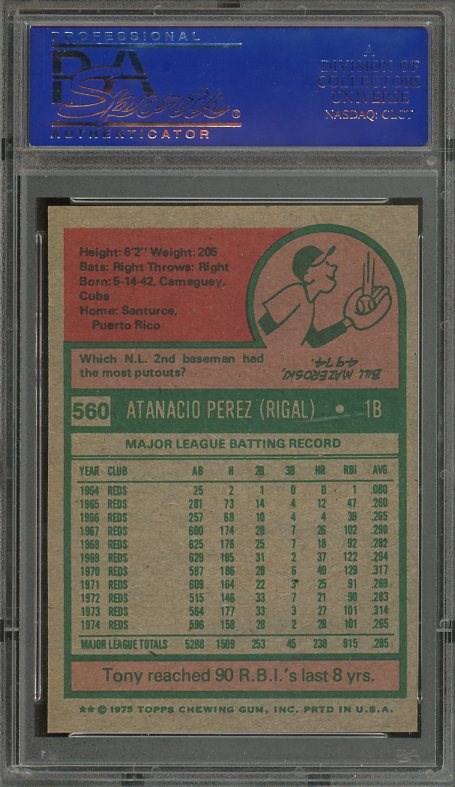 PROFESSIONAL
PSA
Sports
AUTHENTICATOR
A
DIVISION OF
COLLECTORS
UNIVERSE
NASDAQ: CLCT
Height: 6'2" Weight: 205
Bats: Right Throws: Right
Born: 5-14-42, Camaguey,
Cuba
Home: Santurce,
Puerto Rico
Which N.L. 2nd baseman had
the most putouts?
BILL MAZEROSKI,
4974.
560 ATANACIO PEREZ (RIGAL) • 1B
MAJOR LEAGUE BATTING RECORD
YEAR CLUB AB H 2B 3B HR RBI AVG
1964 REDS 25 2 1 0 0 1 .080
1965 REDS 281 73 14 4 12 47 .260
1966 REDS 257 68 10 4 4 39 .265
1967 REDS 600 174 28 7 26 102 .290
1968 REDS 625 176 25 7 18 92 .282
1969 REDS 629 185 31 2 37 122 .294
1970 REDS 587 186 28 6 40 129 .317
1971 REDS 609 164 22 3 25 91 .269
1972 REDS 515 146 33 7 21 90 .283
1973 REDS 564 177 33 3 27 101 .314
1974 REDS 596 158 28 2 28 101 .265
MAJOR LEAGUE TOTALS 5288 1509 253 45 238 915 .285
Tony reached 90 R.B.I.'s last 8 yrs.
★★ © 1975 TOPPS CHEWING GUM, INC. PRTD IN U.S.A.